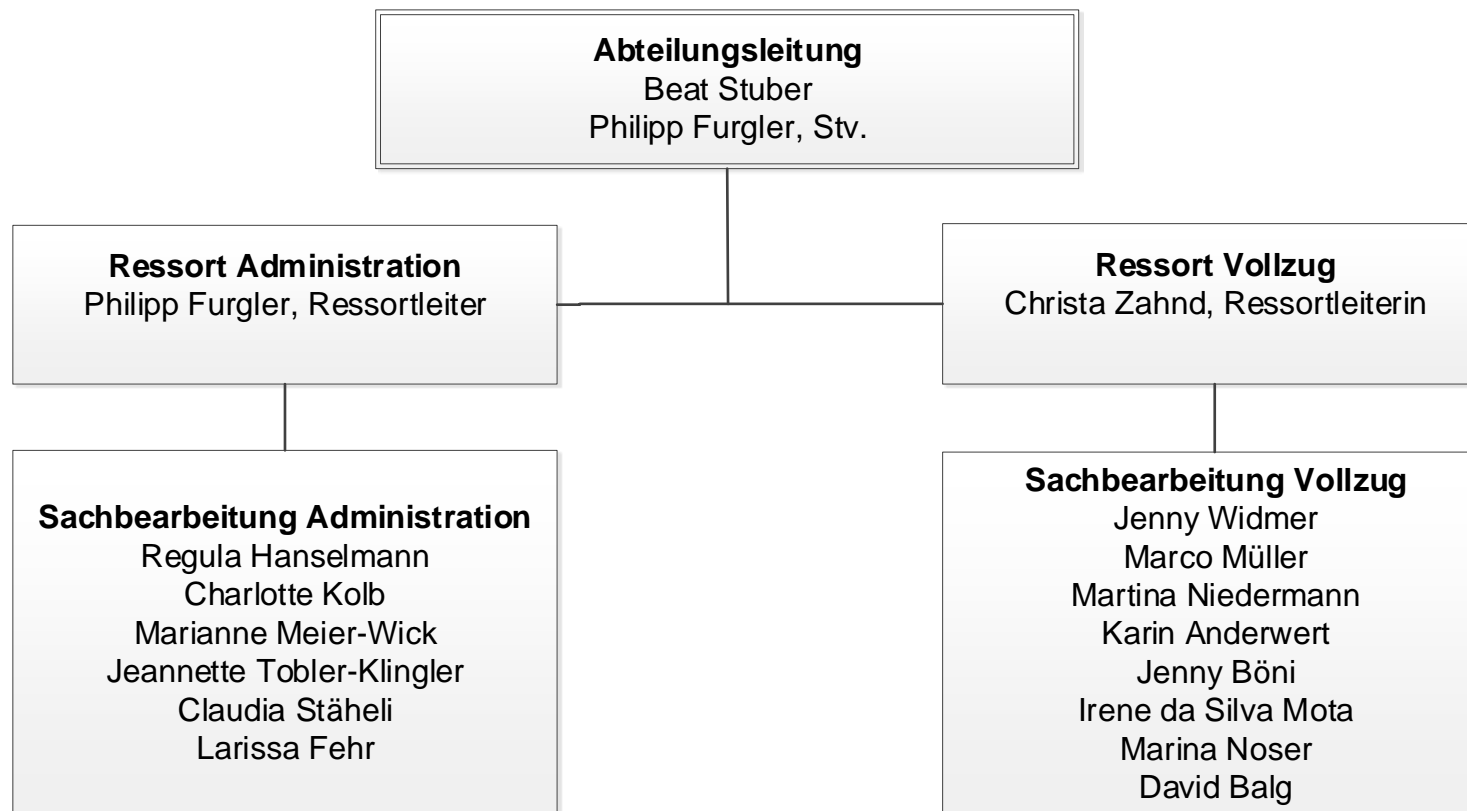 Abteilungsleitung
Beat Stuber
Philipp Furgler, Stv.
Ressort Administration
Philipp Furgler, Ressortleiter
Ressort Vollzug
Christa Zahnd, Ressortleiterin
Sachbearbeitung Administration
Regula Hanselmann
Charlotte Kolb
Marianne Meier-Wick
Jeannette Tobler-Klingler
Claudia Stäheli
Larissa Fehr
Sachbearbeitung Vollzug
Jenny Widmer
Marco Müller
Martina Niedermann
Karin Anderwert
Jenny Böni
Irene da Silva Mota
Marina Noser
David Balg